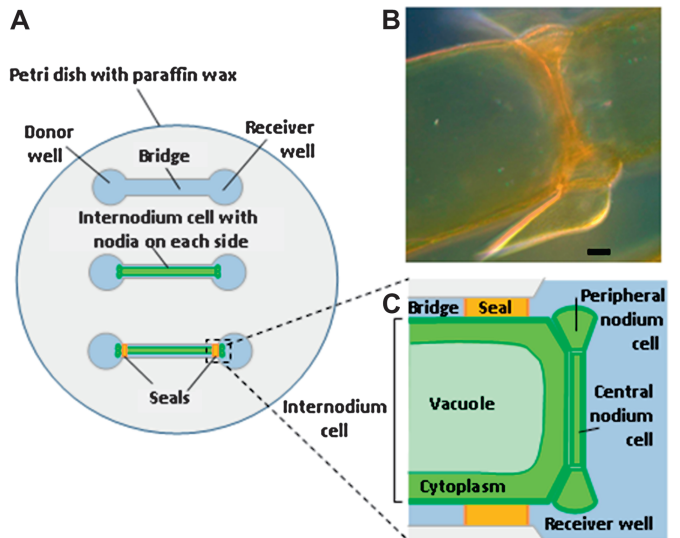 A
Petri dish with paraffin wax
Donor
well
Receiver
well
Bridge
Internodium cell with
nodia on each side
Seals
B
C
Bridge
Seal
Peripheral
nodium
cell
Internodium
cell
Vacuole
Central
nodium
cell
Cytoplasm
Receiver well